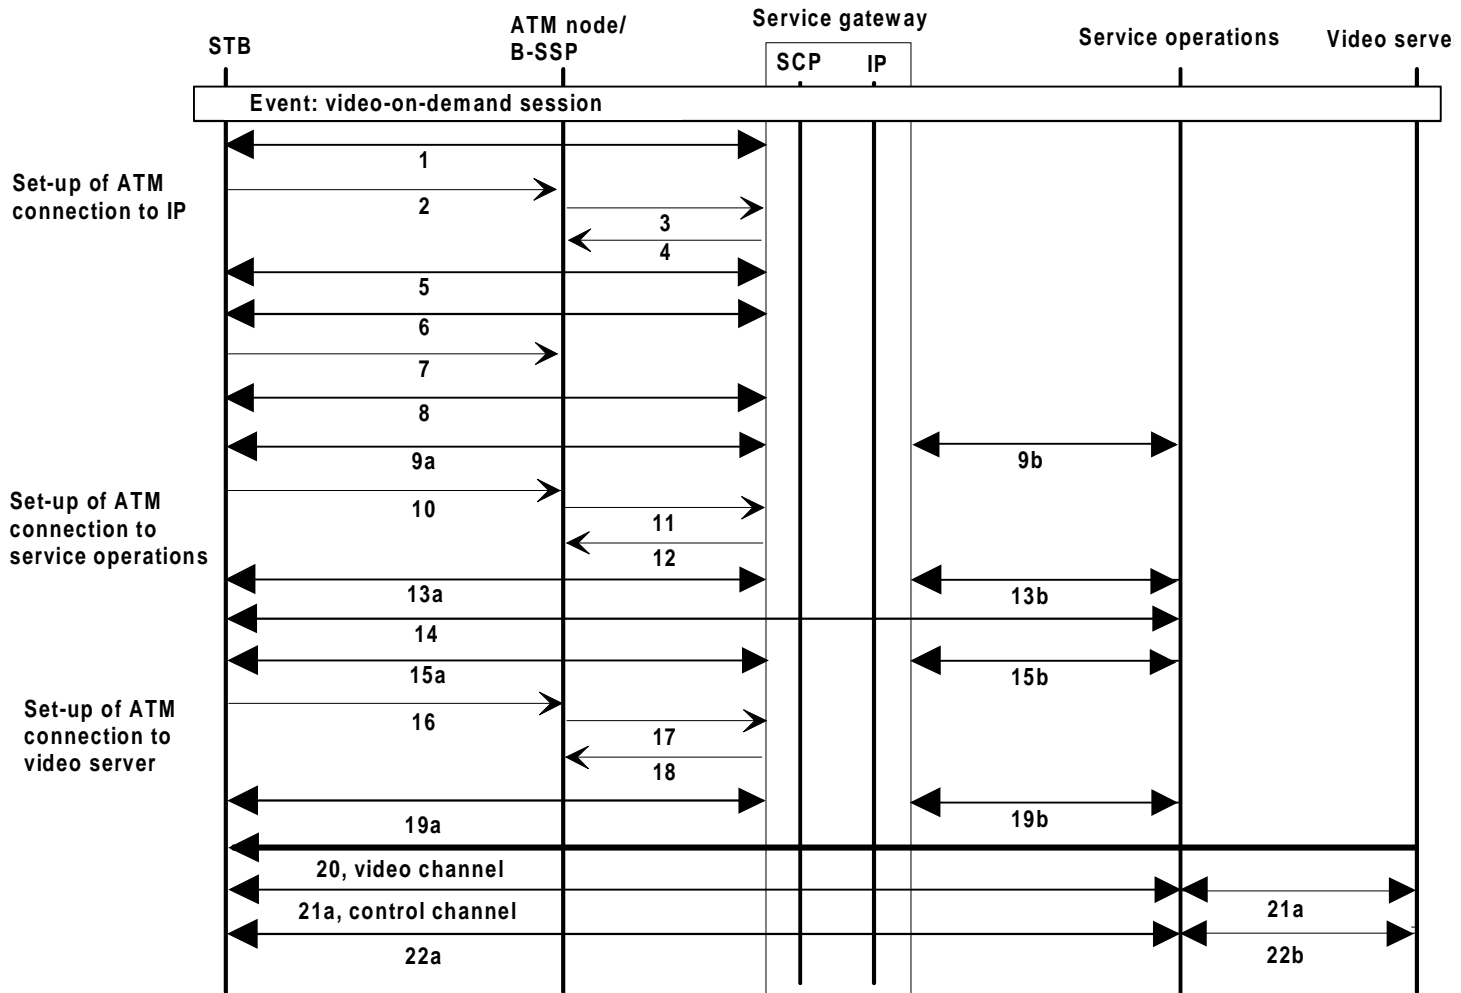 STB
ATM node/
B-SSP
Service gateway
SCP
IP
Service operations
Video serve
Event: video-on-demand session
1
Set-up of ATM
connection to IP
2
3
4
5
6
7
8
9a
9b
Set-up of ATM
connection to
service operations
10
11
12
13a
13b
14
15a
15b
Set-up of ATM
connection to
video server
16
17
18
19a
19b
20, video channel
21a, control channel
21a
22a
22b